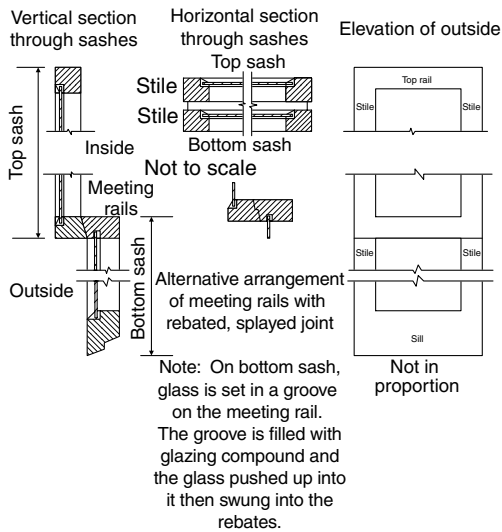 Vertical section
through sashes
Horizontal section
through sashes
Elevation of outside
Top sash
Stile
Stile
Bottom sash
Not to scale
Top sash
Inside
Meeting
rails
Outside
Bottom sash
Top rail
Stile
Stile
Stile
Stile
Sill
Not in
proportion
Alternative arrangement
of meeting rails with
rebated, splayed joint
Note: On bottom sash,
glass is set in a groove
on the meeting rail.
The groove is filled with
glazing compound and
the glass pushed up into
it then swung into the
rebates.